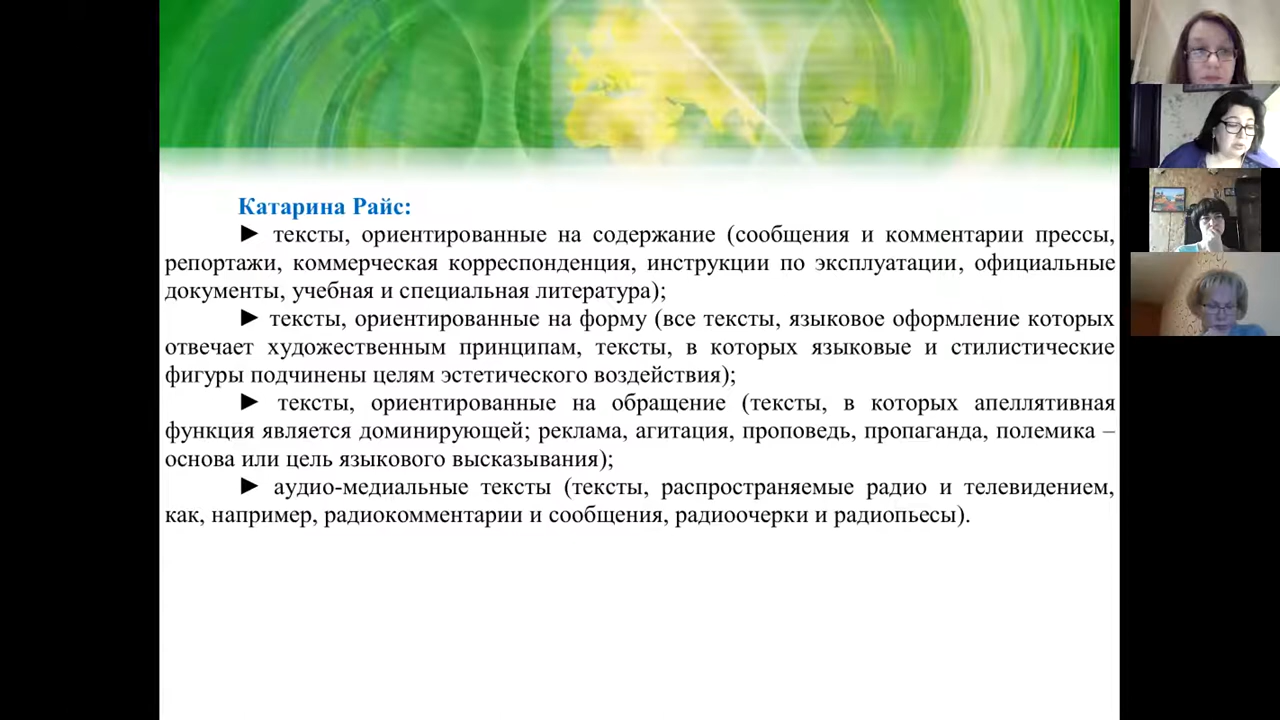 Катарина Райс:
► тексты, ориентированные на содержание (сообщения и комментарии прессы,
репортажи, коммерческая корреспонденция, инструкции по эксплуатации, официальные
документы, учебная и специальная литература);
► тексты, ориентированные на форму (все тексты, языковое оформление которых
отвечает художественным принципам, тексты, в которых языковые и стилистические
фигуры подчинены целям эстетического воздействия);
► тексты, ориентированные на обращение (тексты, в которых апеллятивная
функция является доминирующей; реклама, агитация, проповедь, пропаганда, полемика –
основа или цель языкового высказывания);
► аудио-медиальные тексты (тексты, распространяемые радио и телевидением,
как, например, радиокомментарии и сообщения, радиоочерки и радиопьесы).